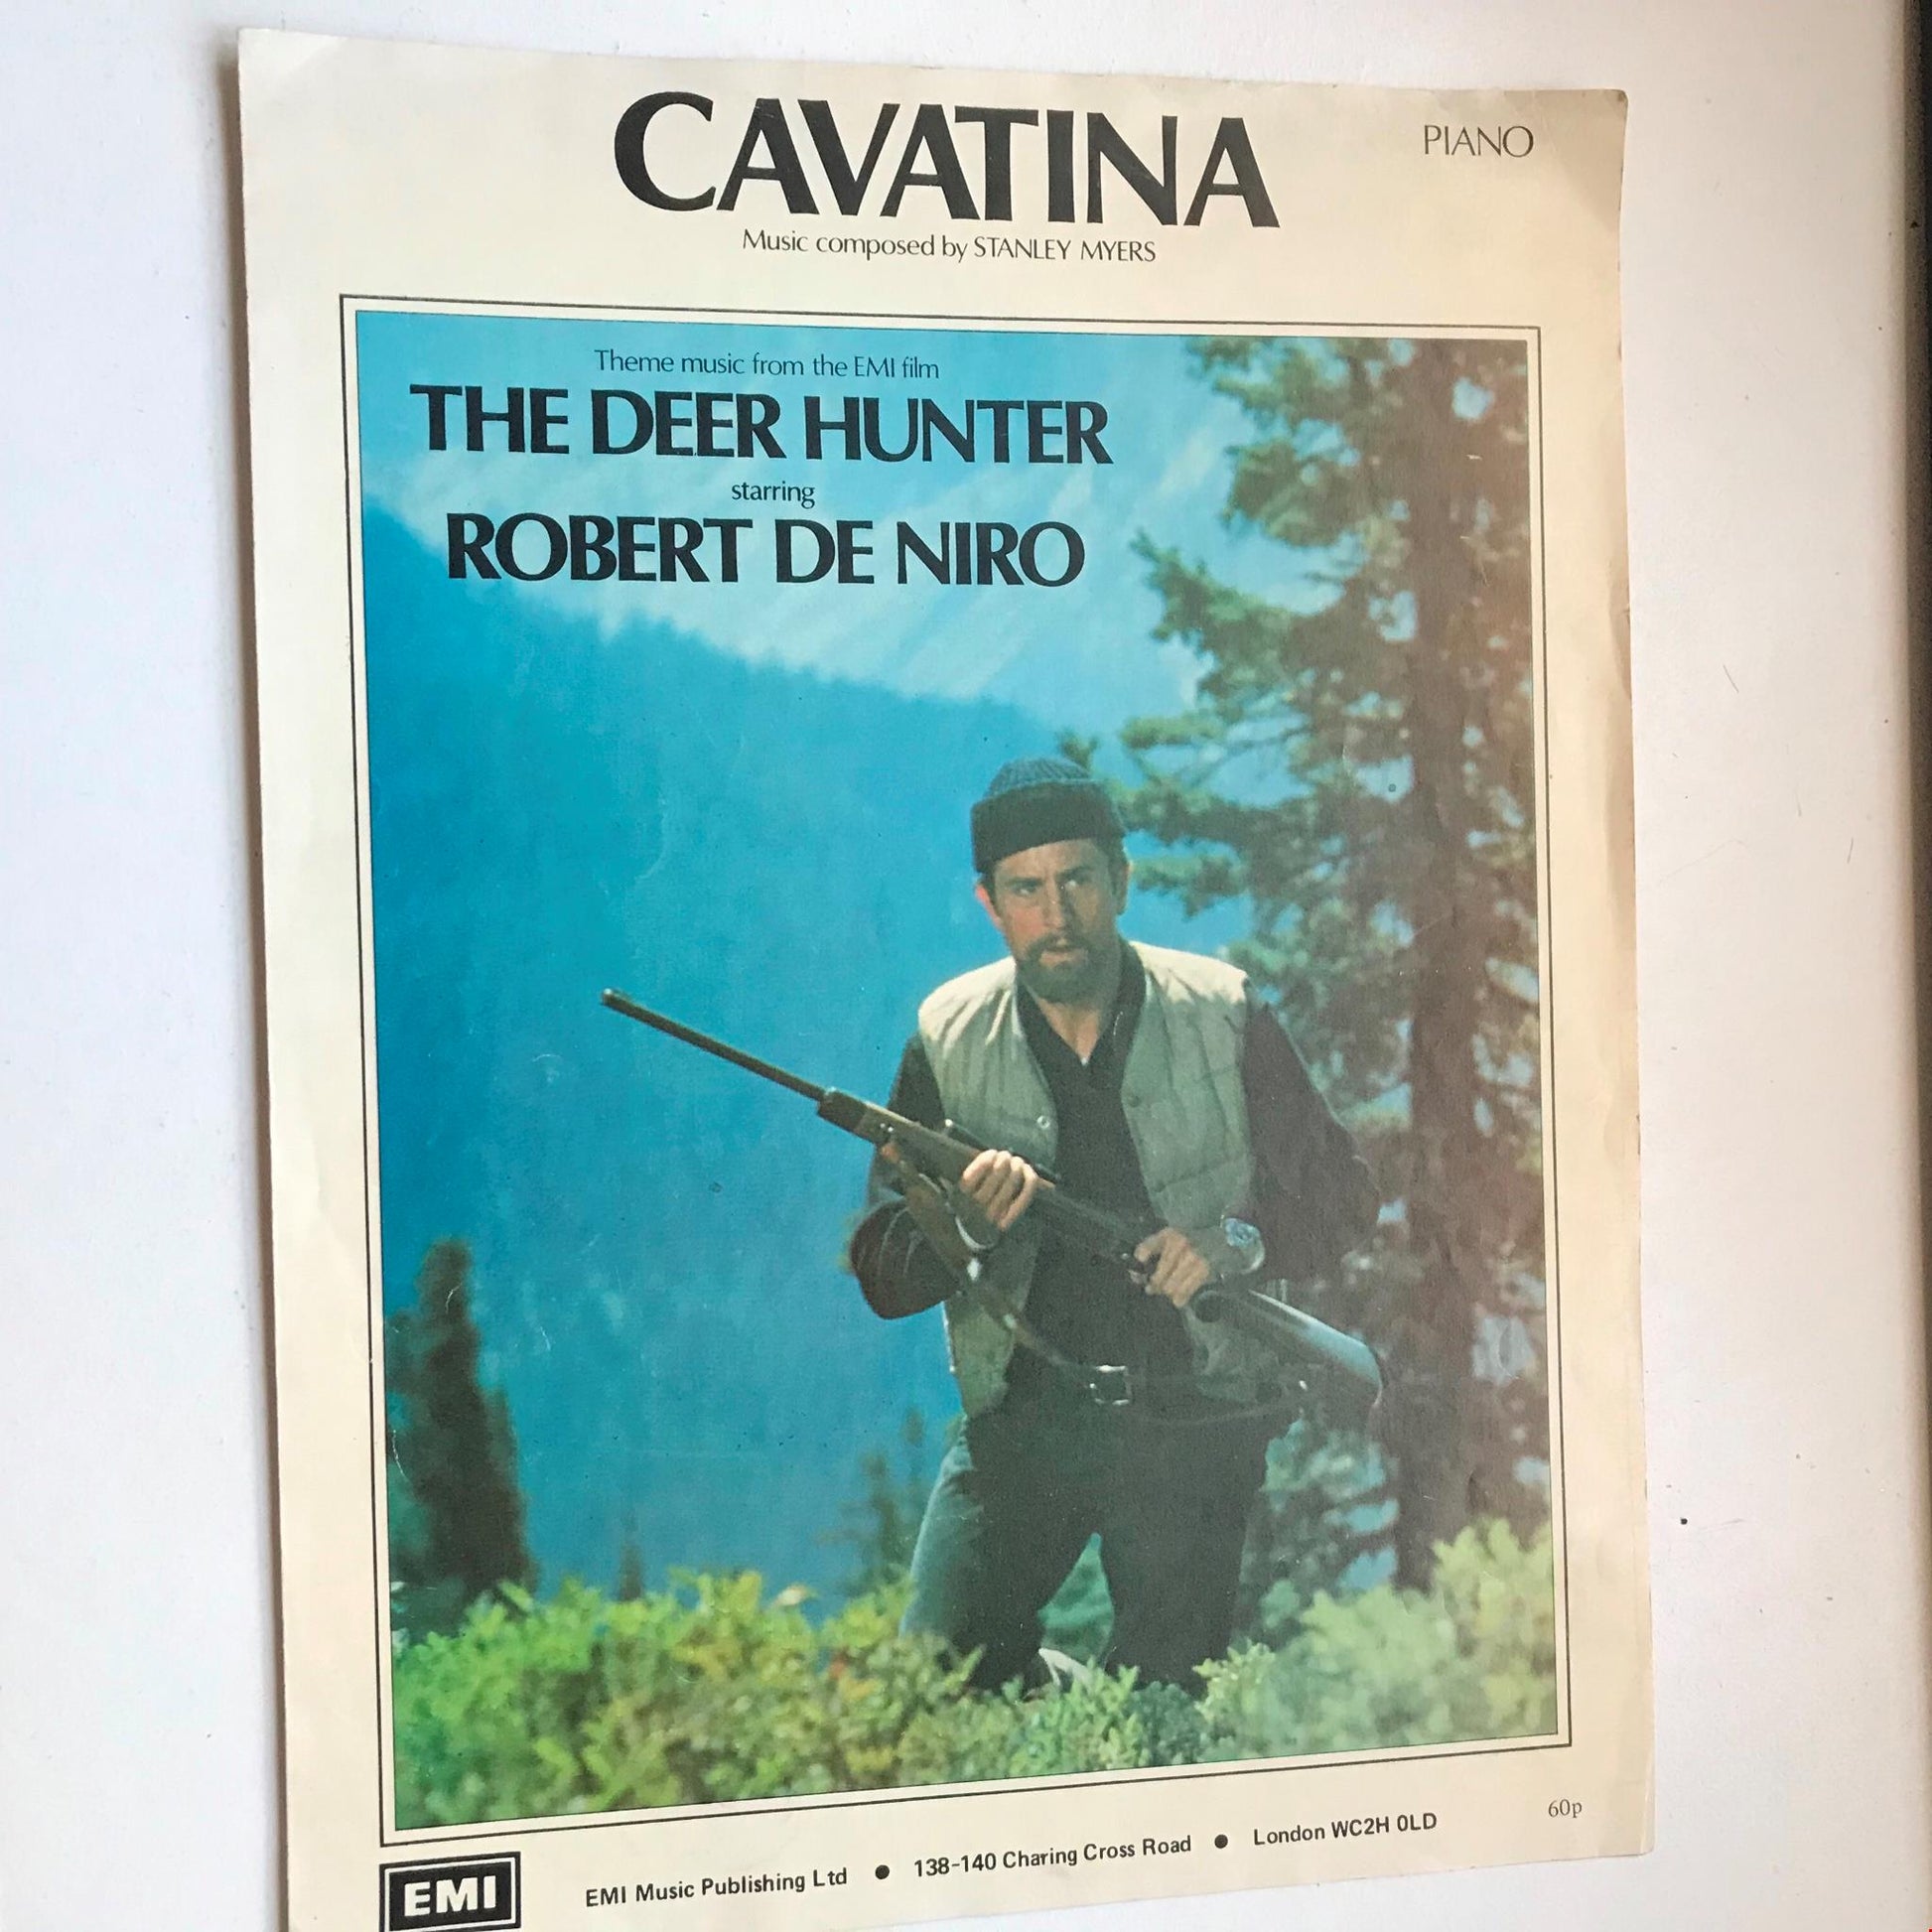 CAVATINA
PIANO
Music composed by STANLEY MYERS
Theme music from the EMI film
THE DEER HUNTER
starring
ROBERT DE NIRO
60p
EMI
EMI Music Publishing Ltd ● 138-140 Charing Cross Road ● London WC2H 0LD